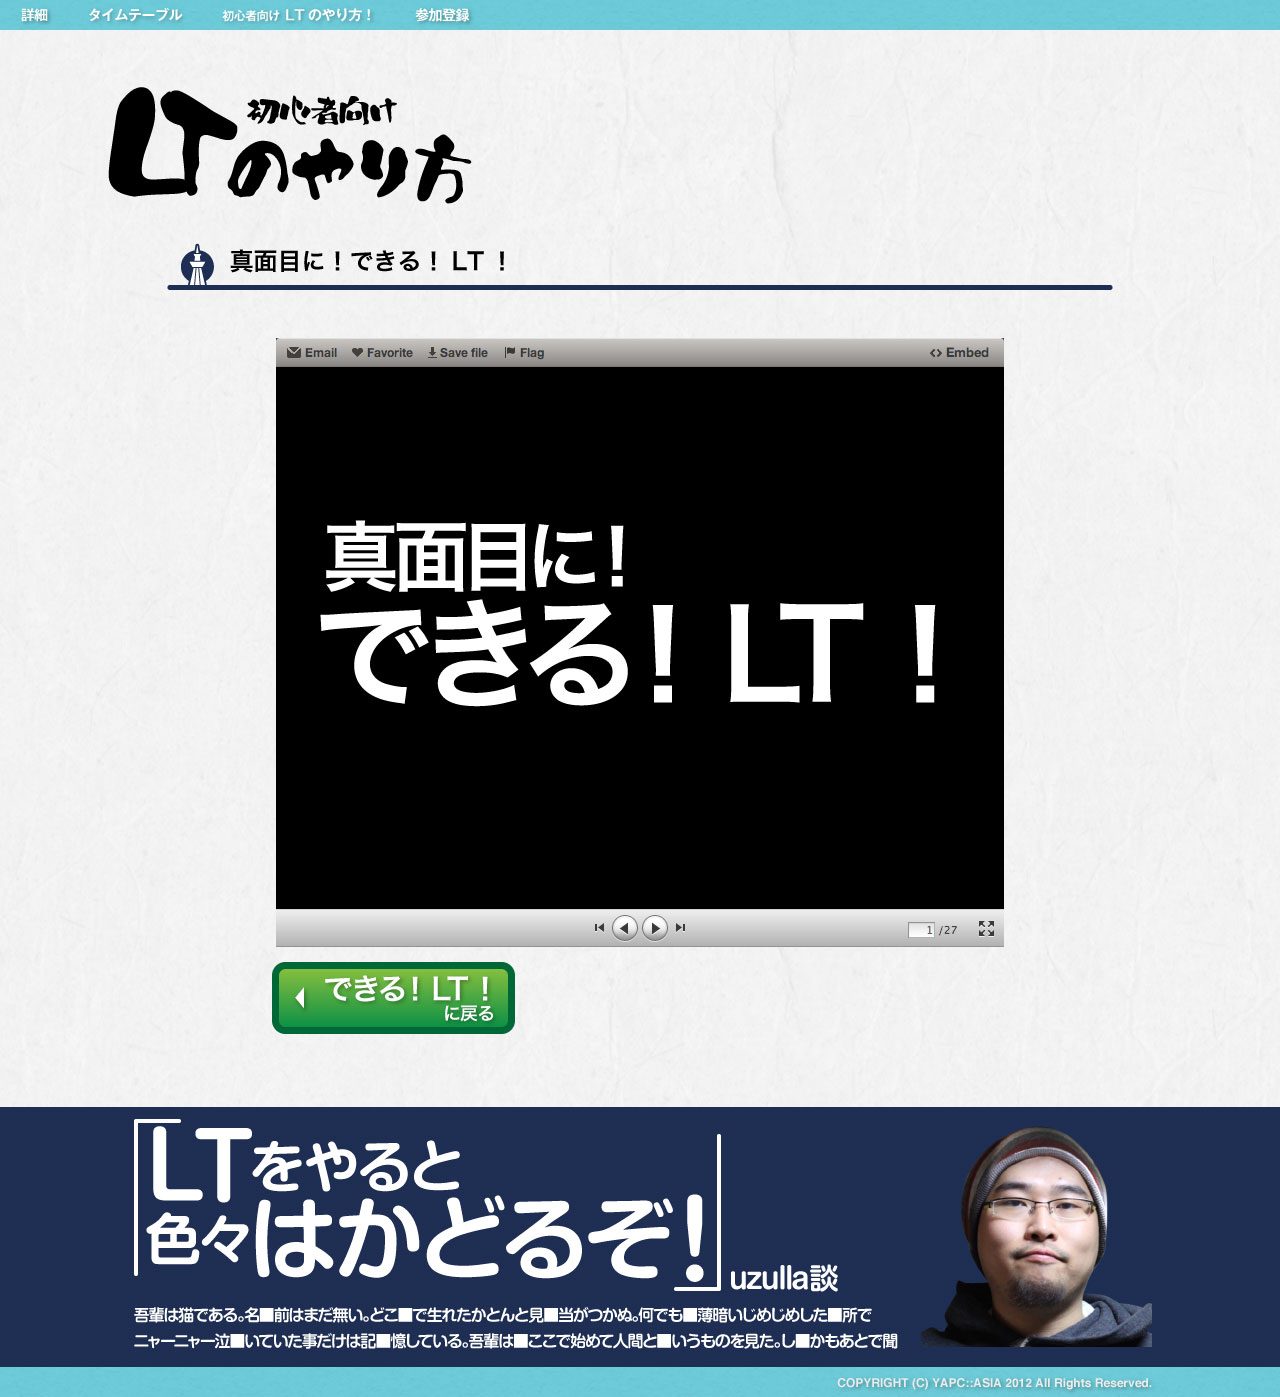 詳細 タイムテーブル 初心者向け LT のやり方！ 参加登録
初心者向け
LTのやり方
真面目に！できる！ LT ！
Email Favorite Save file Flag Embed
真面目に！
できる！ LT ！
1 /27
できる！ LT ！
に戻る
「LTをやると
色々はかどるぞ！」uzulla談
吾輩は猫である。名■前はまだ無い。どこ■で生れたかとんと見■当がつかぬ。何でも■薄暗いじめじめした■所で
ニャーニャー泣■いていた事だけは記■憶している。吾輩は■ここで始めて人間と■いうものを見た。し■かもあとで聞
COPYRIGHT (C) YAPC::ASIA 2012 All Rights Reserved.